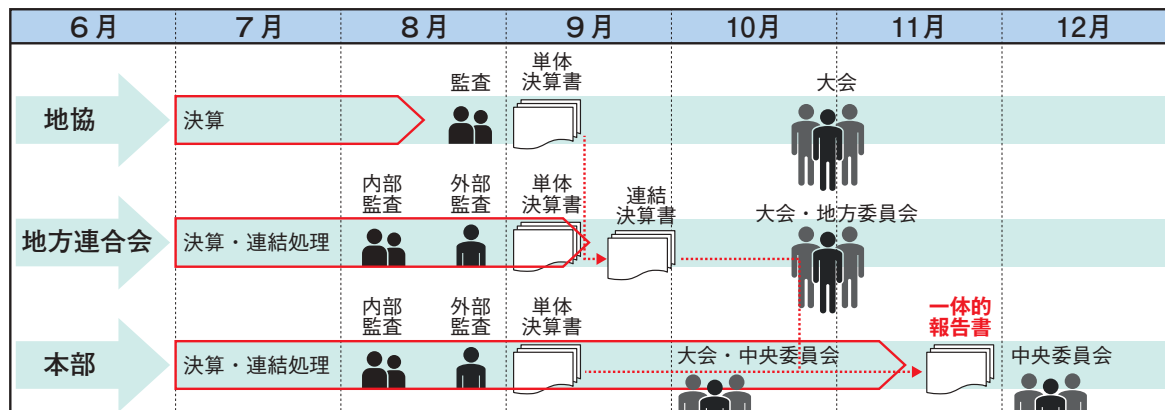 6月 7月 8月 9月 10月 11月 12月
地協
決算
監査
単体
決算書
大会
地方連合会
決算・連結処理
内部
監査
外部
監査
単体
決算書
連結
決算書
大会・地方委員会
本部
決算・連結処理
内部
監査
外部
監査
単体
決算書
大会・中央委員会
一体的
報告書
中央委員会